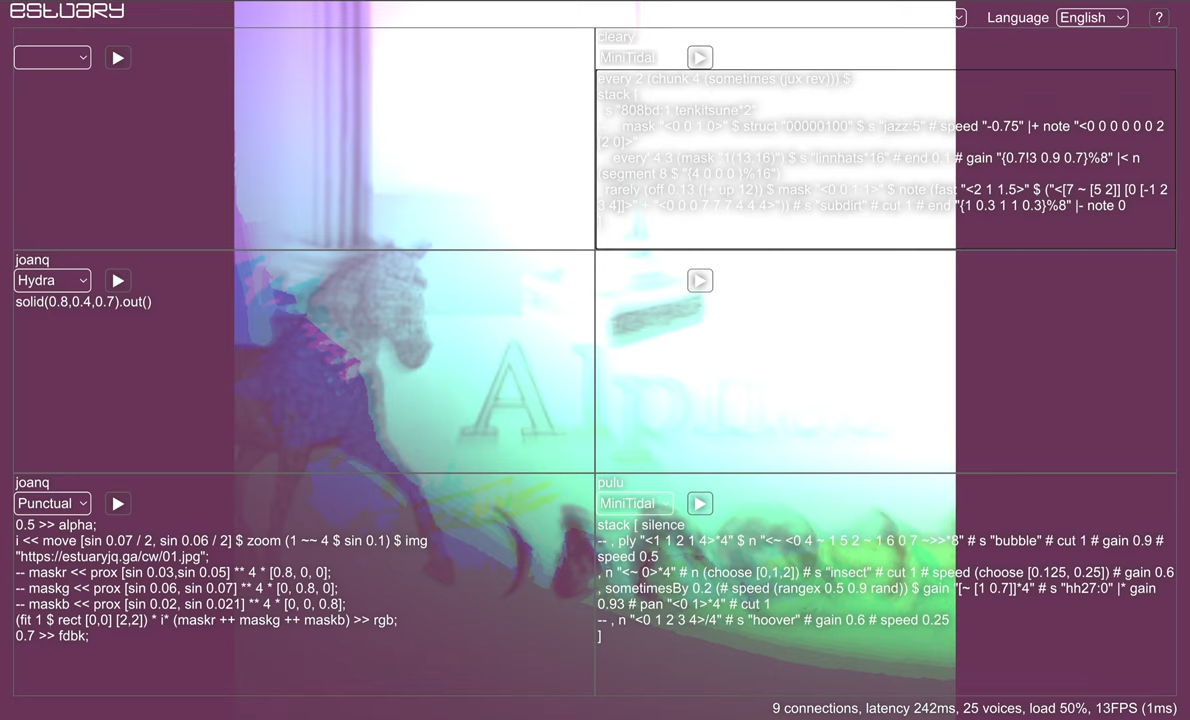 estuary
Language English ?
cleary
MiniTidal
every 2 (chunk 4 (sometimes (jux rev))) $
stack [
s "808bd:1 tenkitsune*2"
mask "<0 0 1 0>" $ struct "00000100" $ s "jazz:5" # speed "-0.75" |+ note "<0 0 0 0 0 0 2
[2 0]>"
every' 4 3 (mask "1(13,16)") $ s "linnhats*16" # end 0.1 # gain "{0.7!3 0.9 0.7}%8" |< n
(segment 8 $ "{4 0 0 0 }%16")
rarely (off 0.13 (|+ up 12)) $ mask "<0 0 1 1>" $ note (fast "<2 1 1.5>" $ ("<[7 ~ [5 2]] [0 [-1 2
3 4]]>" + "<0 0 0 7 7 7 4 4 4>")) # s "subdirt" # cut 1 # end "{1 0.3 1 1 0.3}%8" |- note 0
joanq
Hydra
solid(0.8,0.4,0.7).out()
Alpnu
joanq
Punctual
0.5 >> alpha;
i << move [sin 0.07 / 2, sin 0.06 / 2] $ zoom (1 ~~ 4 $ sin 0.1) $ img
"https://estuaryjq.ga/cw/01.jpg";
-- maskr << prox [sin 0.03,sin 0.05] ** 4 * [0.8, 0, 0];
-- maskg << prox [sin 0.06, sin 0.07] ** 4 * [0, 0.8, 0];
-- maskb << prox [sin 0.02, sin 0.021] ** 4 * [0, 0, 0.8];
(fit 1 $ rect [0,0] [2,2]) * i* (maskr ++ maskg ++ maskb) >> rgb;
0.7 >> fdbk;
pulu
MiniTidal
stack [ silence
-- , ply "<1 1 2 1 4>*4" $ n "<~ <0 4 ~ 1 5 2 ~ 1 6 0 7 ~>>*8" # s "bubble" # cut 1 # gain 0.9 #
speed 0.5
, n "<~ 0>*4" # n (choose [0,1,2]) # s "insect" # cut 1 # speed (choose [0.125, 0.25]) # gain 0.6
, sometimesBy 0.2 (# speed (rangex 0.5 0.9 rand)) $ gain "[~ [1 0.7]]*4" # s "hh27:0" |* gain
0.93 # pan "<0 1>*4" # cut 1
-- , n "<0 1 2 3 4>/4" # s "hoover" # gain 0.6 # speed 0.25
]
9 connections, latency 242ms, 25 voices, load 50%, 13FPS (1ms)